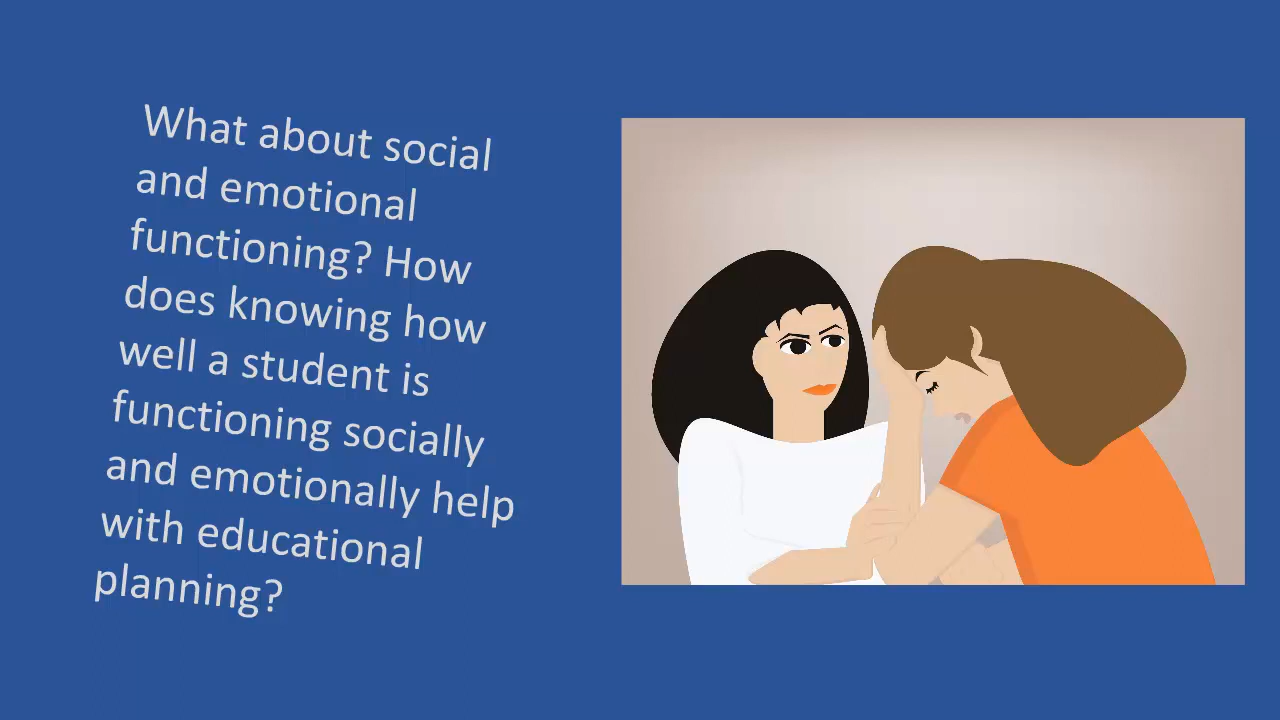 What about social
and emotional
functioning? How
does knowing how
well a student is
functioning socially
and emotionally help
with educational
planning?